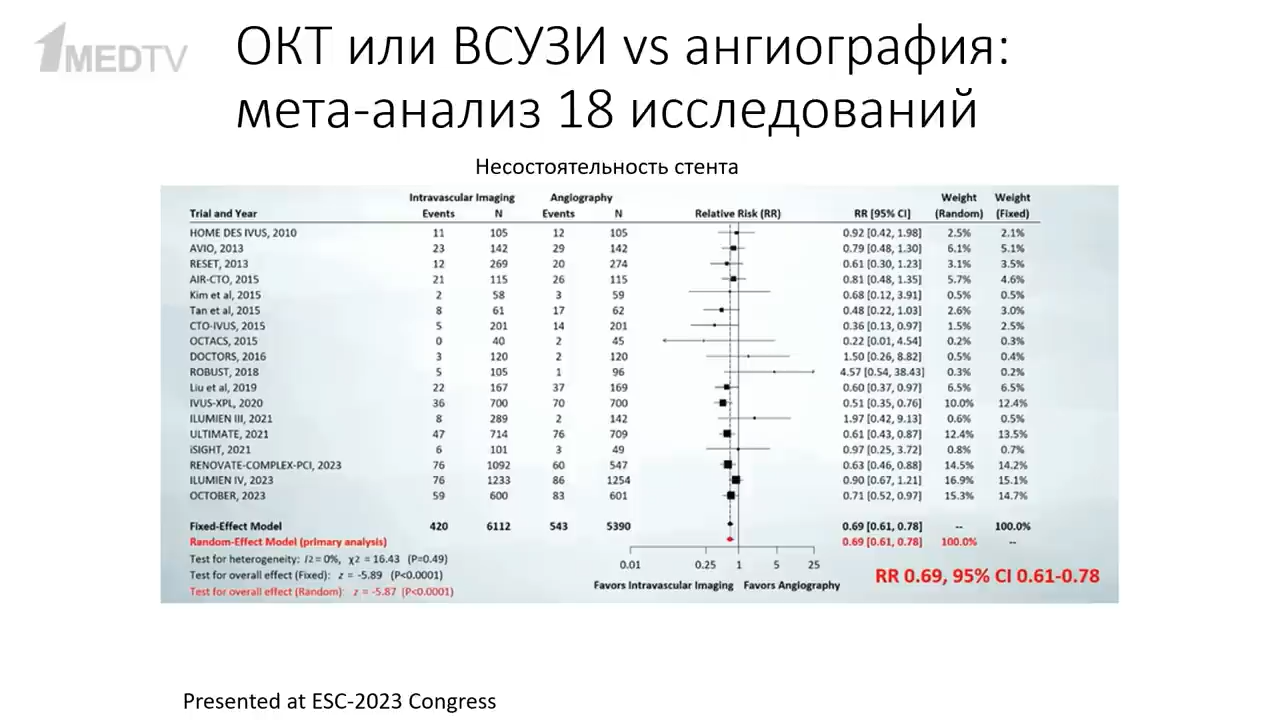 1MEDTV
ОКТ или ВСУЗИ vs ангиография:
мета-анализ 18 исследований
Несостоятельность стента
Intravascular Imaging Angiography Weight Weight
Trial and Year Events N Events N Relative Risk (RR) RR [95% CI] (Random) (Fixed)
HOME DES IVUS, 2010 11 105 12 105 0.92 [0.42, 1.98] 2.5% 2.1%
AVIO, 2013 23 142 29 142 0.79 [0.48, 1.30] 6.1% 5.1%
RESET, 2013 12 269 20 274 0.61 [0.30, 1.23] 3.1% 3.5%
AIR-CTO, 2015 21 115 26 115 0.81 [0.48, 1.35] 5.7% 4.6%
Kim et al, 2015 2 58 3 59 0.68 [0.12, 3.91] 0.5% 0.5%
Tan et al, 2015 8 61 17 62 0.48 [0.22, 1.03] 2.6% 3.0%
CTO-IVUS, 2015 5 201 14 201 0.36 [0.13, 0.97] 1.5% 2.5%
OCTACS, 2015 0 40 2 45 0.22 [0.01, 4.54] 0.2% 0.3%
DOCTORS, 2016 3 120 2 120 1.50 [0.26, 8.82] 0.5% 0.4%
ROBUST, 2018 5 105 1 96 4.57 [0.54, 38.43] 0.3% 0.2%
Liu et al, 2019 22 167 37 169 0.60 [0.37, 0.97] 6.5% 6.5%
IVUS-XPL, 2020 36 700 70 700 0.51 [0.35, 0.76] 10.0% 12.4%
ILUMIEN III, 2021 8 289 2 142 1.97 [0.42, 9.13] 0.6% 0.5%
ULTIMATE, 2021 47 714 76 709 0.61 [0.43, 0.87] 12.4% 13.5%
iSIGHT, 2021 6 101 3 49 0.97 [0.25, 3.72] 0.8% 0.7%
RENOVATE-COMPLEX-PCI, 2023 76 1092 60 547 0.63 [0.46, 0.88] 14.5% 14.2%
ILUMIEN IV, 2023 76 1233 86 1254 0.90 [0.67, 1.21] 16.9% 15.1%
OCTOBER, 2023 59 600 83 601 0.71 [0.52, 0.97] 15.3% 14.7%
Fixed-Effect Model 420 6112 543 5390 0.69 [0.61, 0.78] -- 100.0%
Random-Effect Model (primary analysis) 0.69 [0.61, 0.78] 100.0% --
Test for heterogeneity: I2 = 0%, χ2 = 16.43 (P=0.49)
0.01 0.25 1 5 25
Test for overall effect (Fixed): z = -5.89 (P<0.0001)
RR 0.69, 95% CI 0.61-0.78
Favors Intravascular Imaging Favors Angiography
Test for overall effect (Random): z = -5.87 (P<0.0001)
Presented at ESC-2023 Congress